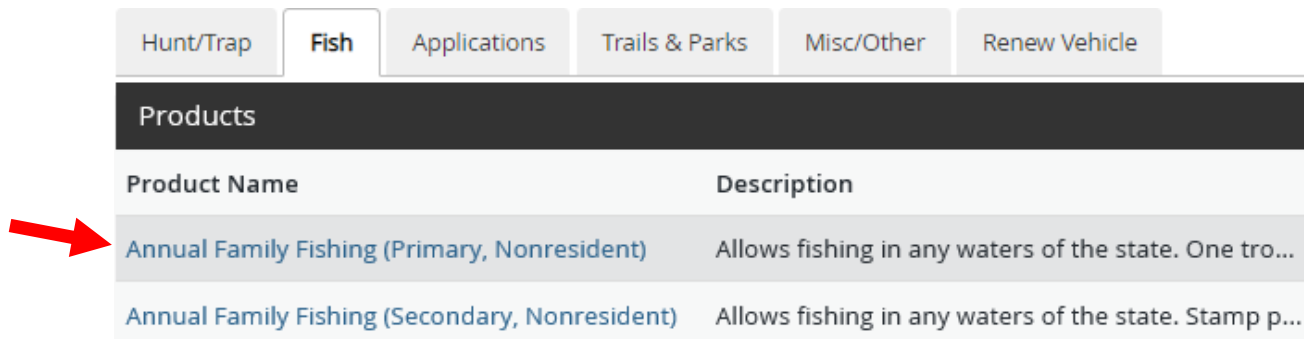 Hunt/Trap Fish Applications Trails & Parks Misc/Other Renew Vehicle
Products
Product Name Description
Annual Family Fishing (Primary, Nonresident) Allows fishing in any waters of the state. One tro...
Annual Family Fishing (Secondary, Nonresident) Allows fishing in any waters of the state. Stamp p...